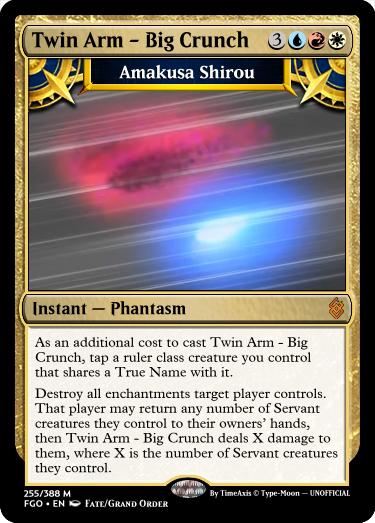 Twin Arm – Big Crunch 3
Amakusa Shirou
Instant — Phantasm
As an additional cost to cast Twin Arm - Big
Crunch, tap a ruler class creature you control
that shares a True Name with it.
Destroy all enchantments target player controls.
That player may return any number of Servant
creatures they control to their owners' hands,
then Twin Arm - Big Crunch deals X damage to
them, where X is the number of Servant creatures
they control.
255/388 M
FGO • EN Fate/Grand Order
By TimeAxis © Type-Moon — UNOFFICIAL